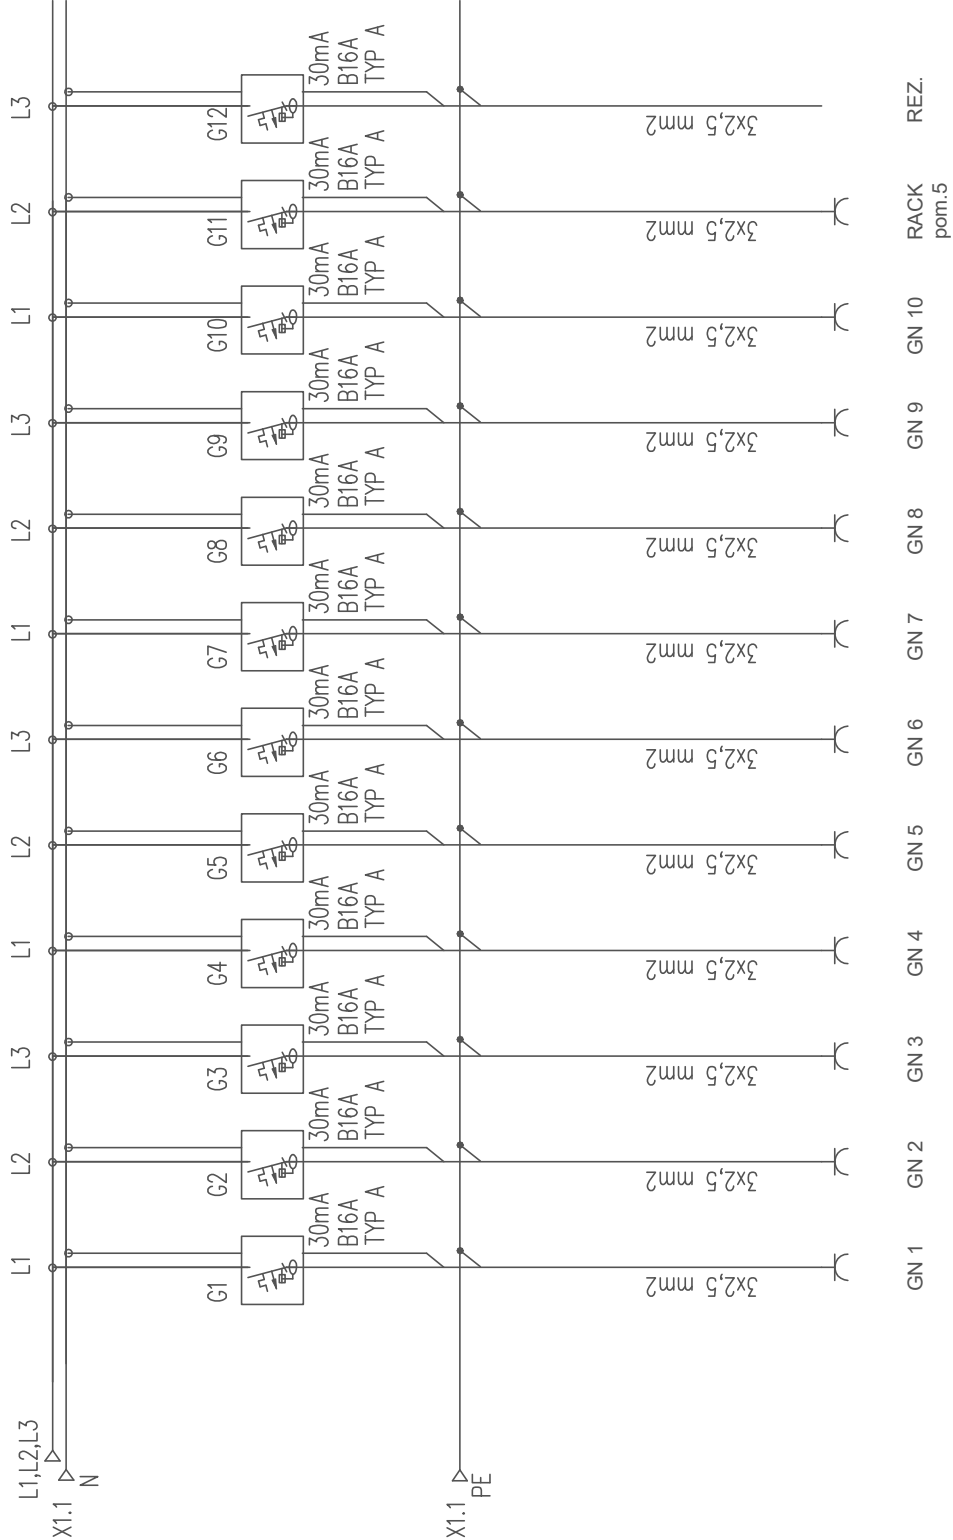 X1.1
L1,L2,L3
N
L1
L2
L3
L1
L2
L3
L1
L2
L3
L1
L2
L3
G1
G2
G3
G4
G5
G6
G7
G8
G9
G10
G11
G12
30mA
B16A
TYP A
30mA
B16A
TYP A
30mA
B16A
TYP A
30mA
B16A
TYP A
30mA
B16A
TYP A
30mA
B16A
TYP A
30mA
B16A
TYP A
30mA
B16A
TYP A
30mA
B16A
TYP A
30mA
B16A
TYP A
30mA
B16A
TYP A
30mA
B16A
TYP A
X1.1
PE
3x2,5 mm2
3x2,5 mm2
3x2,5 mm2
3x2,5 mm2
3x2,5 mm2
3x2,5 mm2
3x2,5 mm2
3x2,5 mm2
3x2,5 mm2
3x2,5 mm2
3x2,5 mm2
3x2,5 mm2
GN 1
GN 2
GN 3
GN 4
GN 5
GN 6
GN 7
GN 8
GN 9
GN 10
RACK
pom.5
REZ.